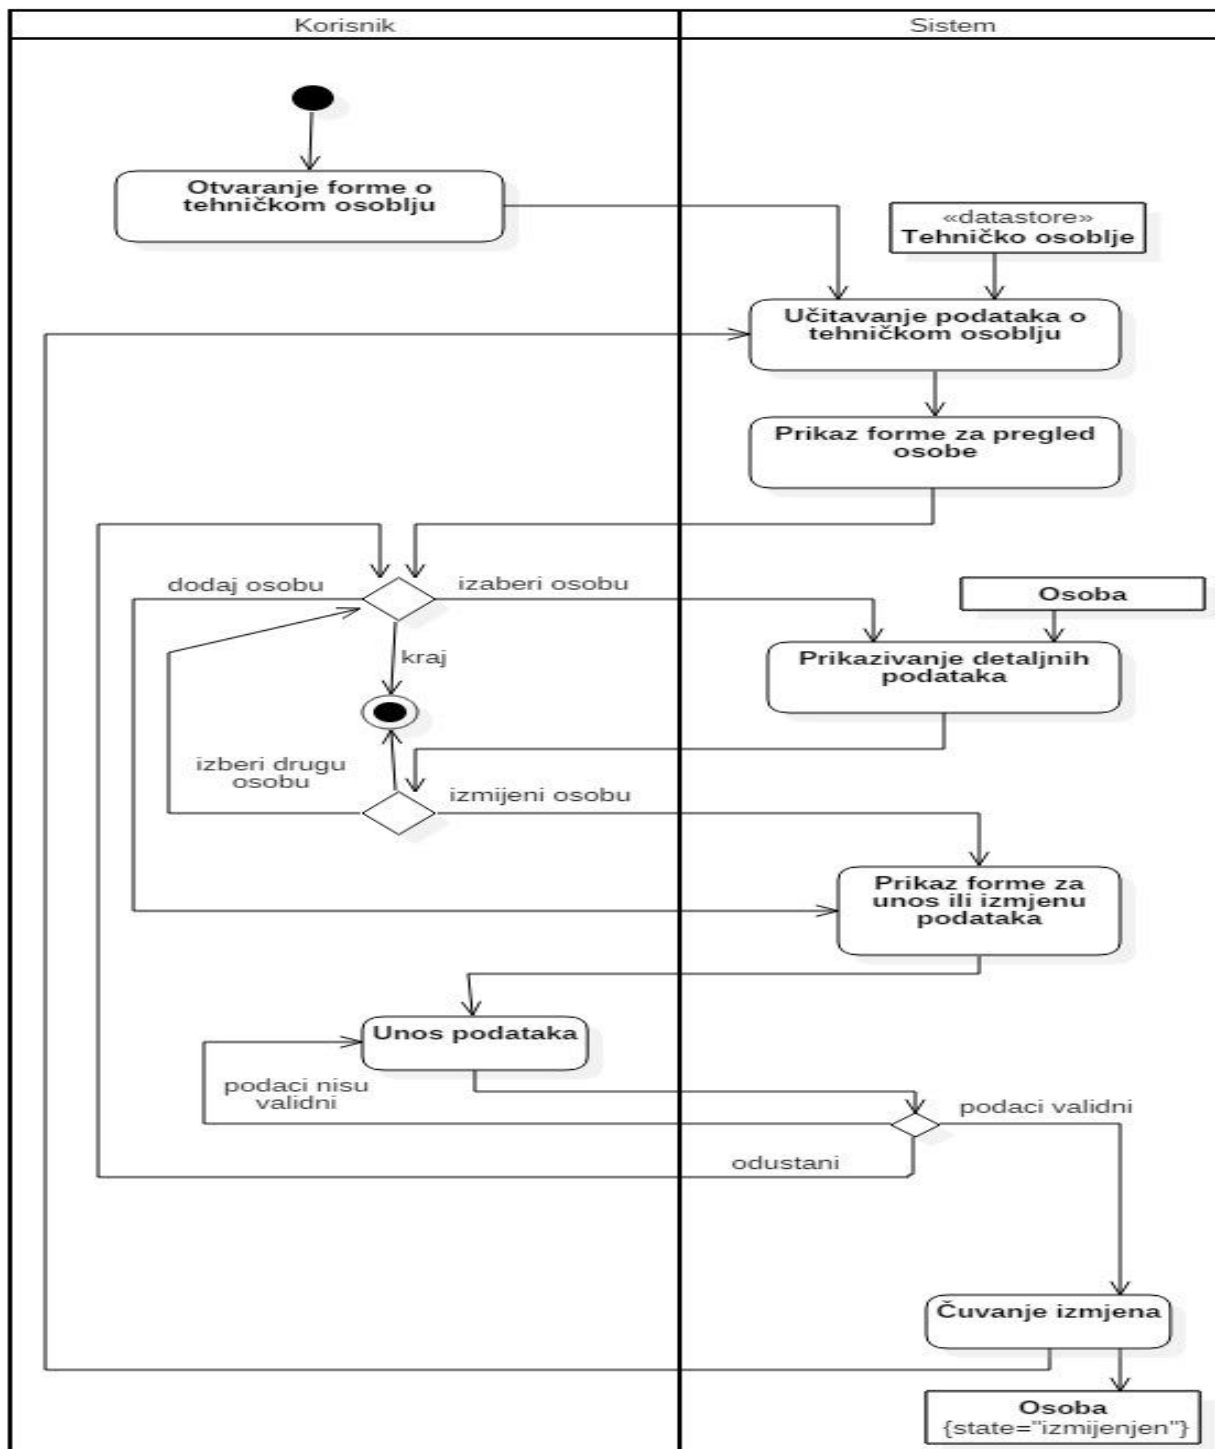 Korisnik
Sistem
Otvaranje forme o
tehničkom osoblju
«datastore»
Tehničko osoblje
Učitavanje podataka o
tehničkom osoblju
Prikaz forme za pregled
osobe
dodaj osobu
izaberi osobu
Osoba
kraj
Prikazivanje detaljnih
podataka
izberi drugu
osobu
izmijeni osobu
Prikaz forme za
unos ili izmjenu
podataka
Unos podataka
podaci nisu
validni
podaci validni
odustani
Čuvanje izmjena
Osoba
{state="izmijenjen"}